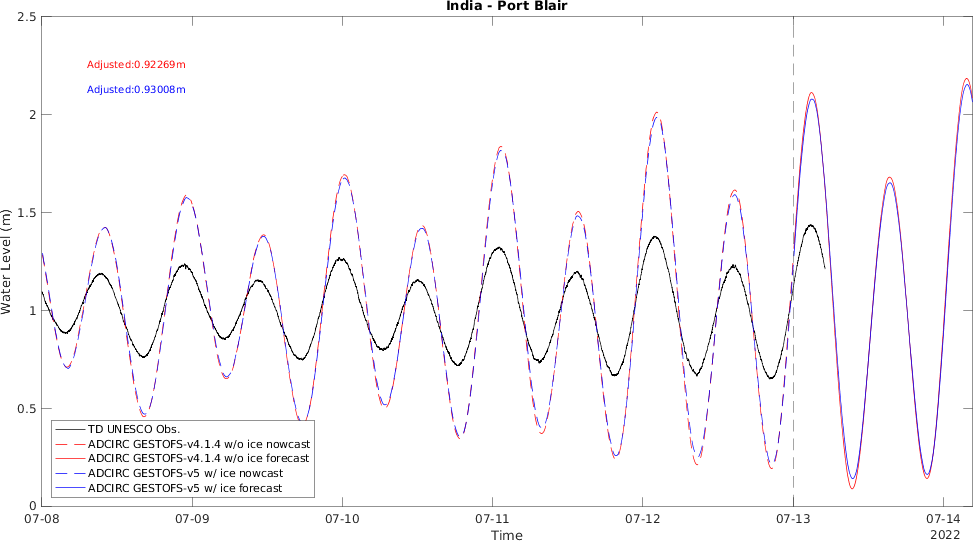 India - Port Blair
2.5
2
1.5
1
0.5
0
Water Level (m)
Adjusted:0.92269m
Adjusted:0.93008m
TD UNESCO Obs.
ADCIRC GESTOFS-v4.1.4 w/o ice nowcast
ADCIRC GESTOFS-v4.1.4 w/o ice forecast
ADCIRC GESTOFS-v5 w/ ice nowcast
ADCIRC GESTOFS-v5 w/ ice forecast
07-08 07-09 07-10 07-11 07-12 07-13 07-14
Time 2022